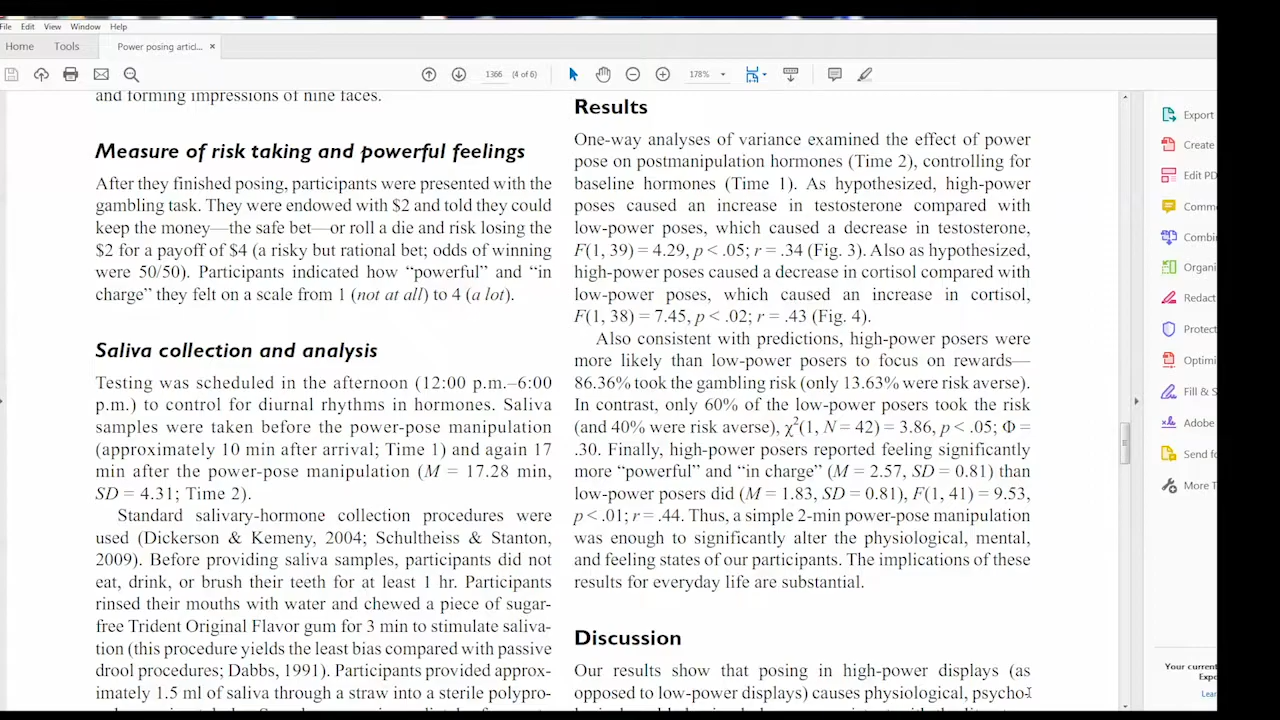 File Edit View Window Help
Home Tools Power posing articl... ×
1366 (4 of 6) 178%
and forming impressions of nine faces.
Measure of risk taking and powerful feelings
After they finished posing, participants were presented with the
gambling task. They were endowed with $2 and told they could
keep the money—the safe bet—or roll a die and risk losing the
$2 for a payoff of $4 (a risky but rational bet; odds of winning
were 50/50). Participants indicated how “powerful” and “in
charge” they felt on a scale from 1 (not at all) to 4 (a lot).
Saliva collection and analysis
Testing was scheduled in the afternoon (12:00 p.m.–6:00
p.m.) to control for diurnal rhythms in hormones. Saliva
samples were taken before the power-pose manipulation
(approximately 10 min after arrival; Time 1) and again 17
min after the power-pose manipulation (M = 17.28 min,
SD = 4.31; Time 2).
Standard salivary-hormone collection procedures were
used (Dickerson & Kemeny, 2004; Schultheiss & Stanton,
2009). Before providing saliva samples, participants did not
eat, drink, or brush their teeth for at least 1 hr. Participants
rinsed their mouths with water and chewed a piece of sugar-
free Trident Original Flavor gum for 3 min to stimulate saliva-
tion (this procedure yields the least bias compared with passive
drool procedures; Dabbs, 1991). Participants provided approx-
imately 1.5 ml of saliva through a straw into a sterile polypro-
Results
One-way analyses of variance examined the effect of power
pose on postmanipulation hormones (Time 2), controlling for
baseline hormones (Time 1). As hypothesized, high-power
poses caused an increase in testosterone compared with
low-power poses, which caused a decrease in testosterone,
F(1, 39) = 4.29, p < .05; r = .34 (Fig. 3). Also as hypothesized,
high-power poses caused a decrease in cortisol compared with
low-power poses, which caused an increase in cortisol,
F(1, 38) = 7.45, p < .02; r = .43 (Fig. 4).
Also consistent with predictions, high-power posers were
more likely than low-power posers to focus on rewards—
86.36% took the gambling risk (only 13.63% were risk averse).
In contrast, only 60% of the low-power posers took the risk
(and 40% were risk averse), χ²(1, N = 42) = 3.86, p < .05; Φ =
.30. Finally, high-power posers reported feeling significantly
more “powerful” and “in charge” (M = 2.57, SD = 0.81) than
low-power posers did (M = 1.83, SD = 0.81), F(1, 41) = 9.53,
p < .01; r = .44. Thus, a simple 2-min power-pose manipulation
was enough to significantly alter the physiological, mental,
and feeling states of our participants. The implications of these
results for everyday life are substantial.
Discussion
Our results show that posing in high-power displays (as
opposed to low-power displays) causes physiological, psycho-
Export
Create
Edit PD
Comme
Combi
Organi
Redact
Protect
Optimi
Fill & S
Adobe
Send fo
More T
Your current
Expo
Lear